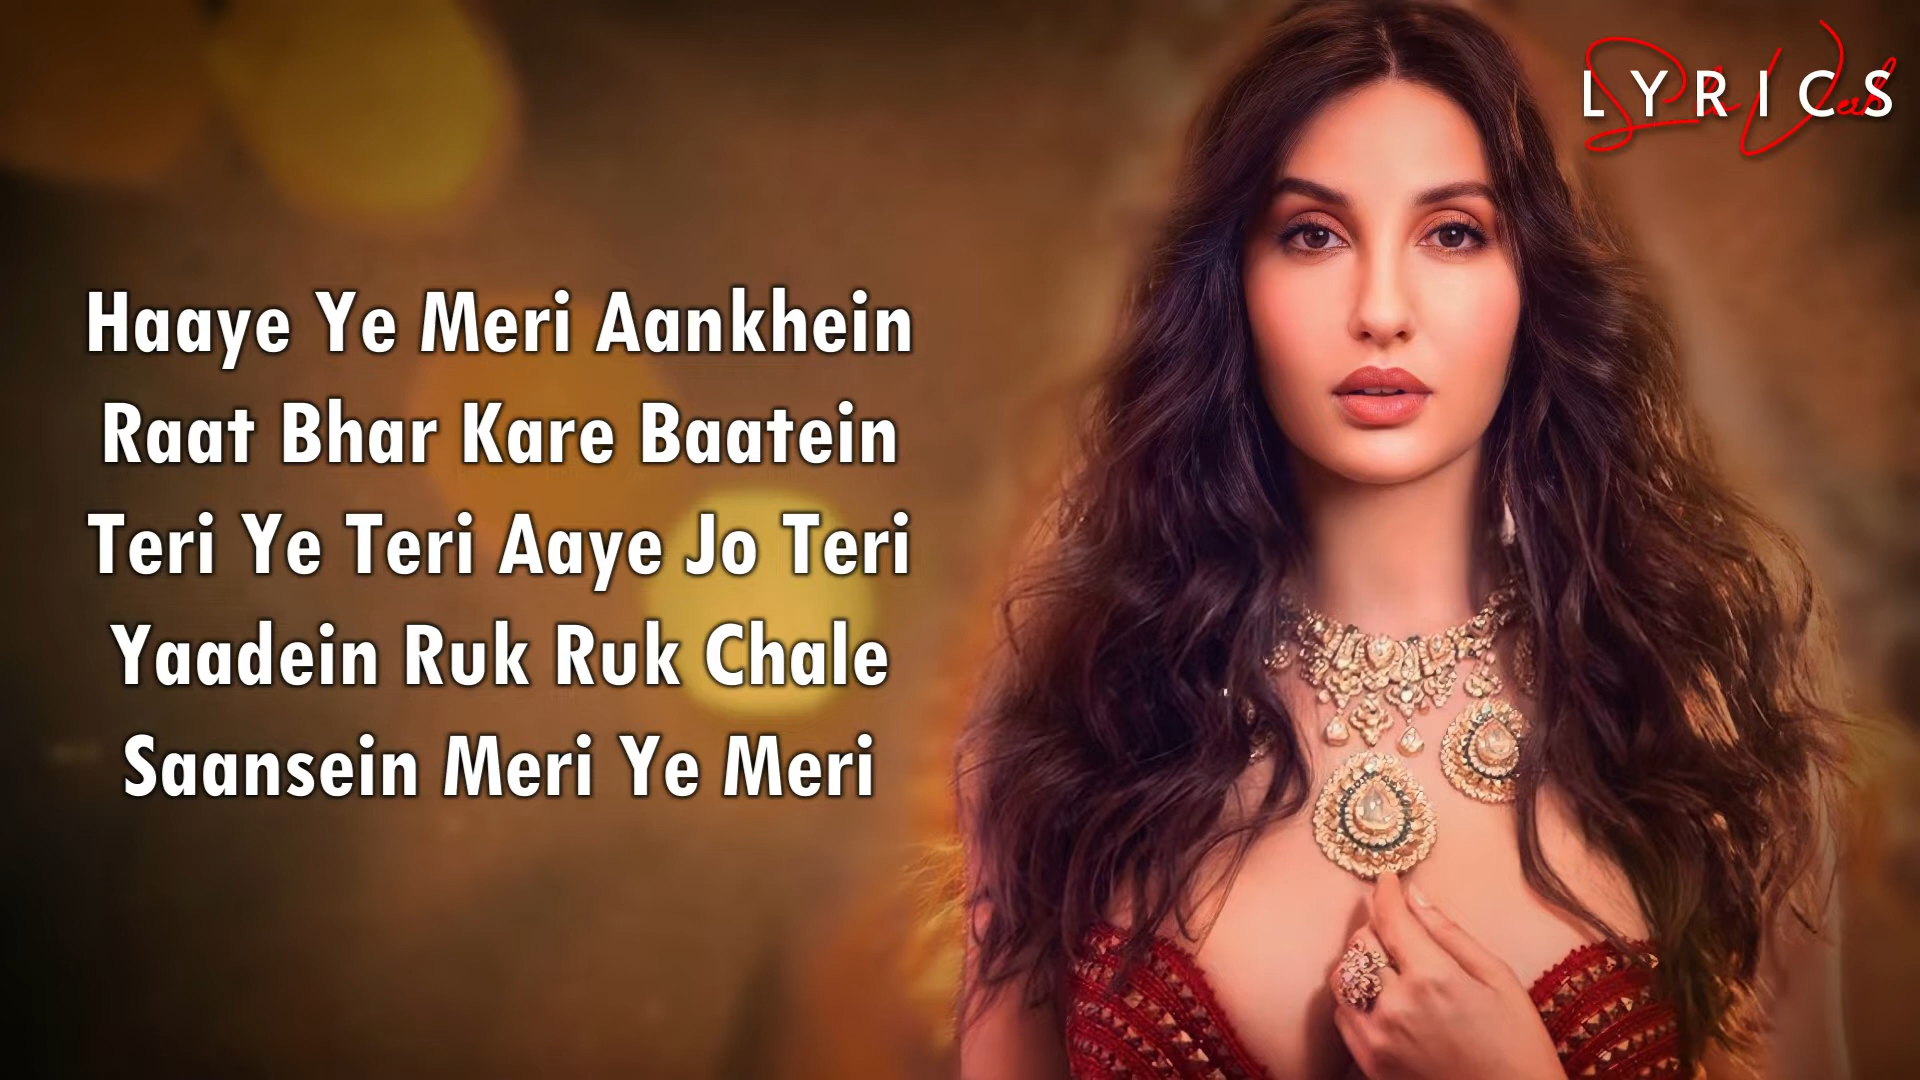 LYRICS
Haaye Ye Meri Aankhein
Raat Bhar Kare Baatein
Teri Ye Teri Aaye Jo Teri
Yaadein Ruk Ruk Chale
Saansein Meri Ye Meri